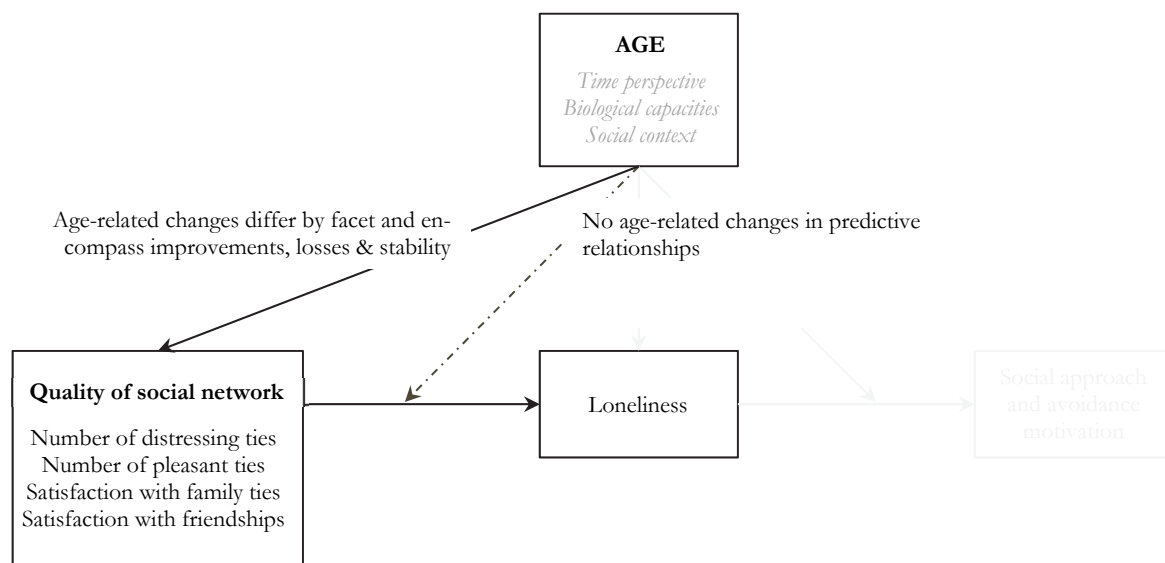 AGE
Time perspective
Biological capacities
Social context
Age-related changes differ by facet and en-
compass improvements, losses & stability
No age-related changes in predictive
relationships
Quality of social network
Number of distressing ties
Number of pleasant ties
Satisfaction with family ties
Satisfaction with friendships
Loneliness
Social approach
and avoidance
motivation